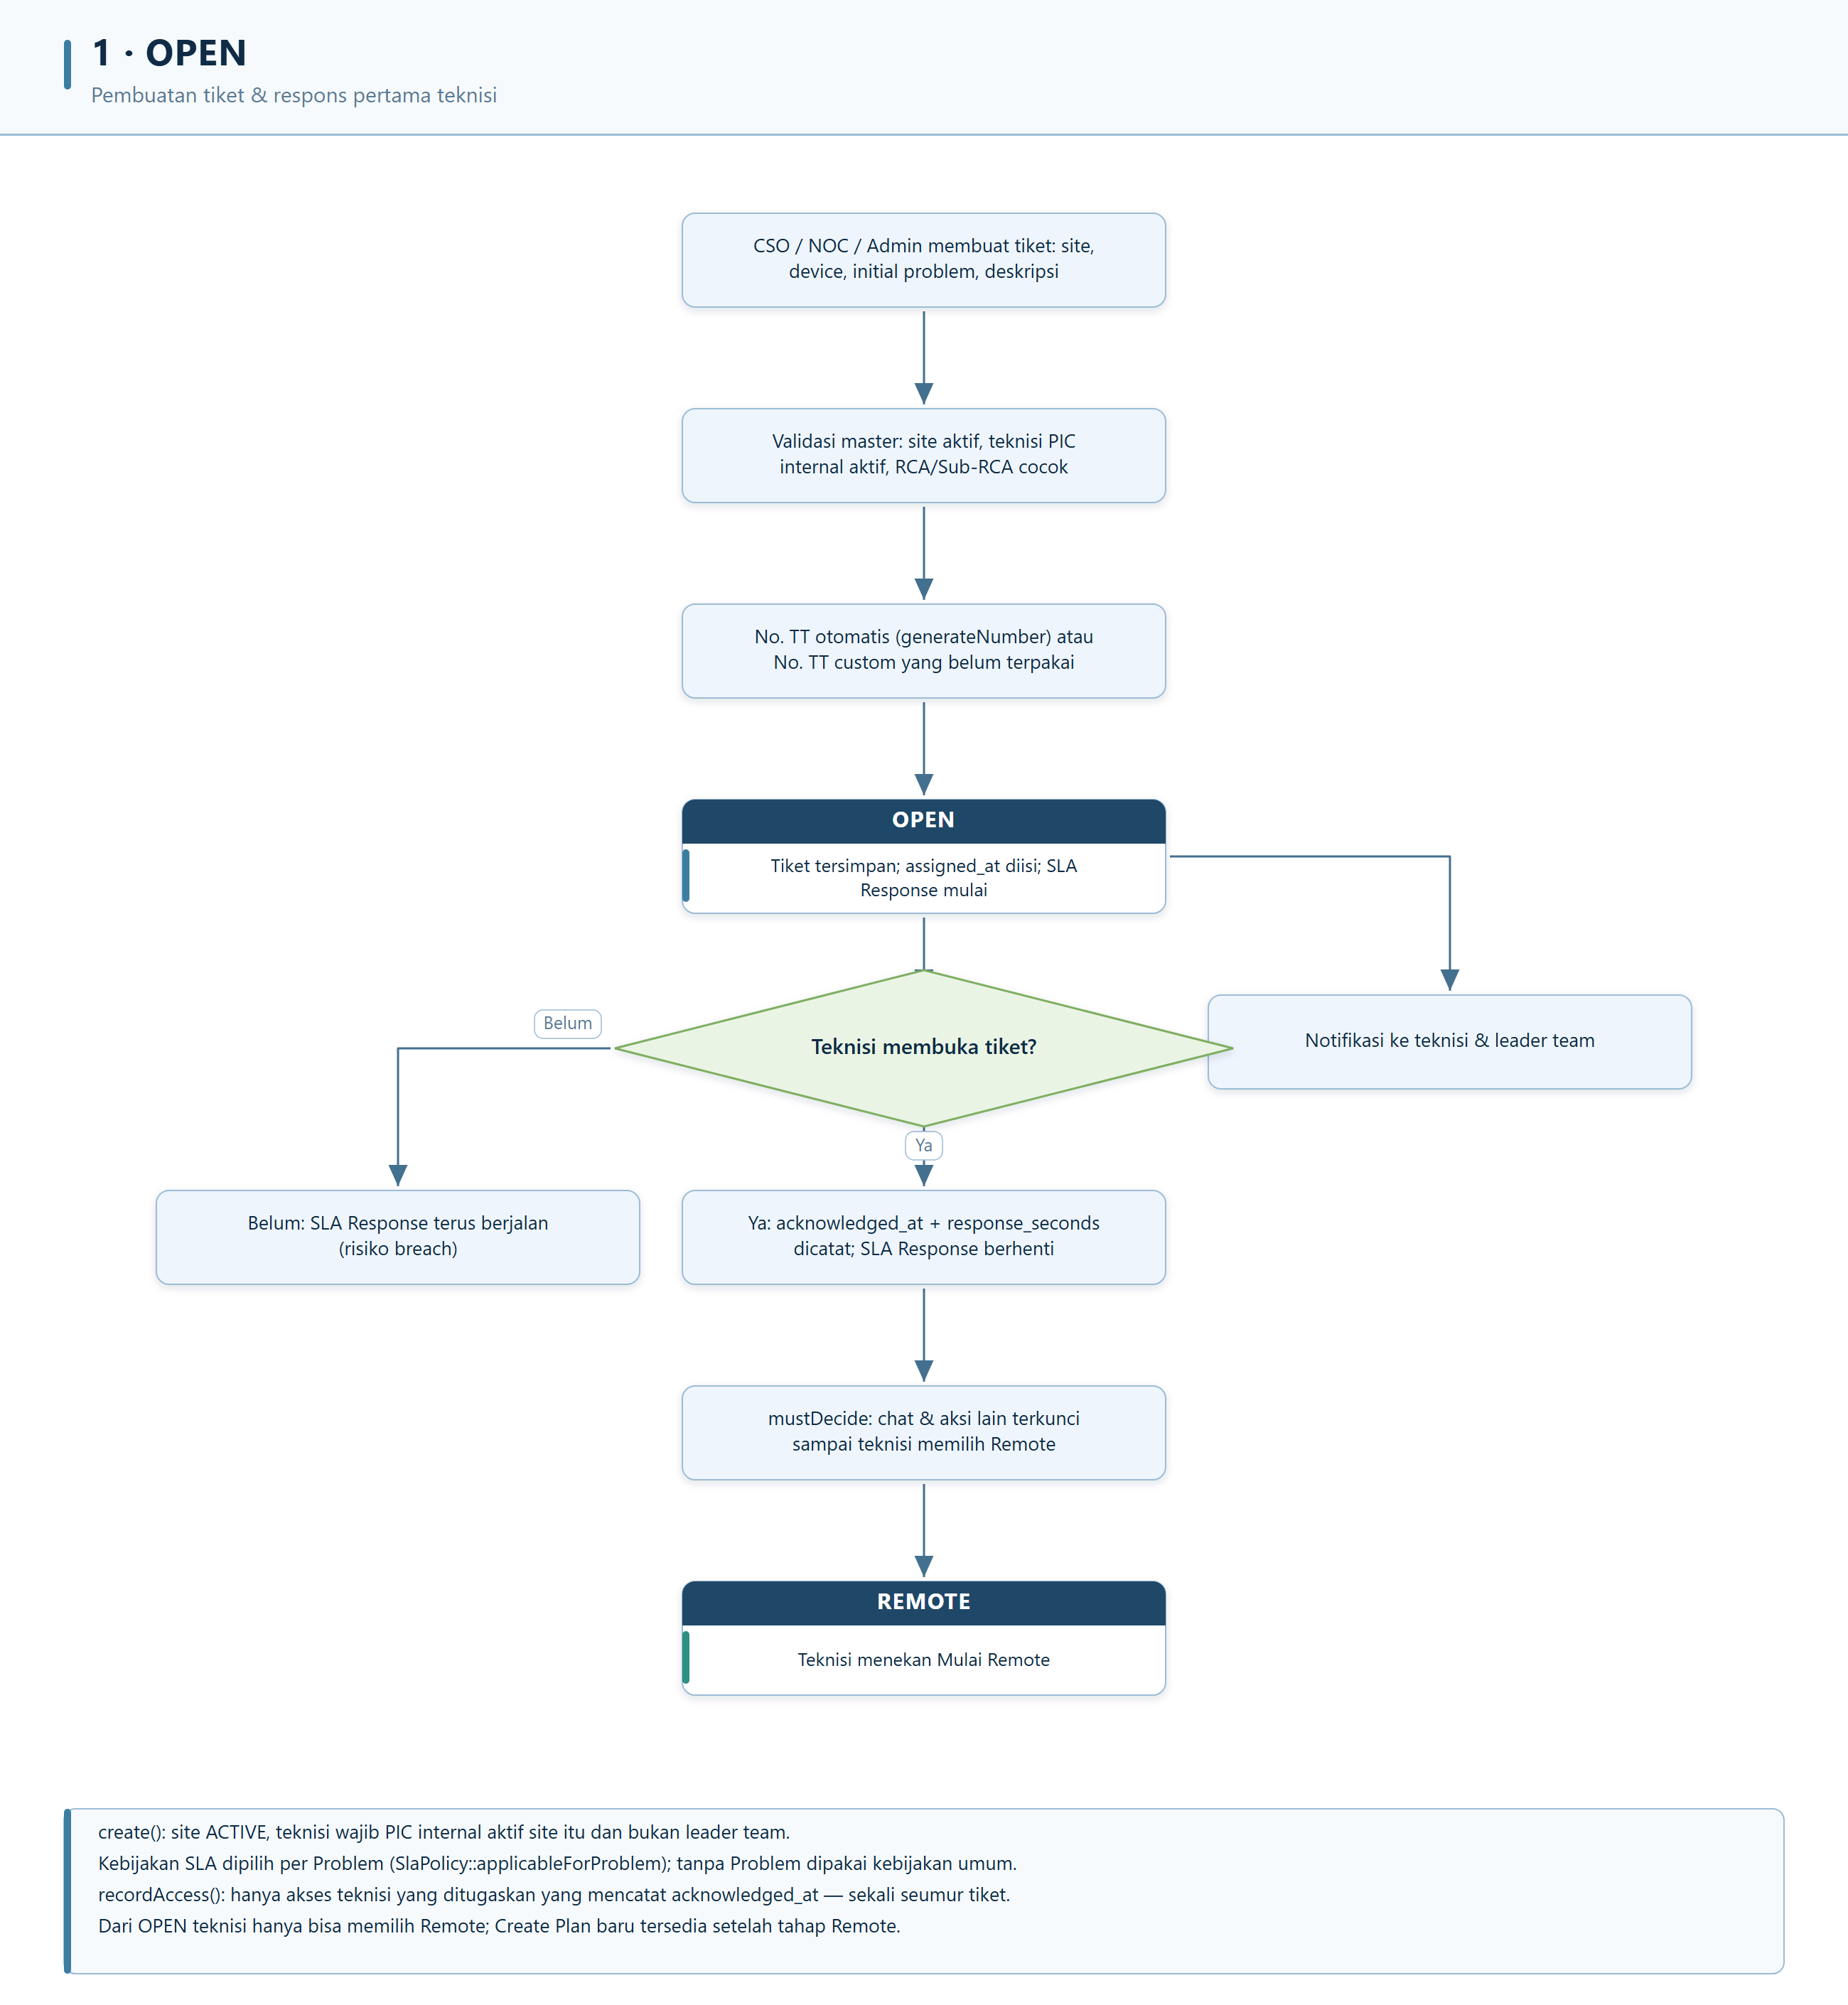 1 · OPEN
Pembuatan tiket & respons pertama teknisi
CSO / NOC / Admin membuat tiket: site,
device, initial problem, deskripsi
Validasi master: site aktif, teknisi PIC
internal aktif, RCA/Sub-RCA cocok
No. TT otomatis (generateNumber) atau
No. TT custom yang belum terpakai
OPEN
Tiket tersimpan; assigned_at diisi; SLA
Response mulai
Belum
Teknisi membuka tiket?
Notifikasi ke teknisi & leader team
Ya
Belum: SLA Response terus berjalan
(risiko breach)
Ya: acknowledged_at + response_seconds
dicatat; SLA Response berhenti
mustDecide: chat & aksi lain terkunci
sampai teknisi memilih Remote
REMOTE
Teknisi menekan Mulai Remote
create(): site ACTIVE, teknisi wajib PIC internal aktif site itu dan bukan leader team.
Kebijakan SLA dipilih per Problem (SlaPolicy::applicableForProblem); tanpa Problem dipakai kebijakan umum.
recordAccess(): hanya akses teknisi yang ditugaskan yang mencatat acknowledged_at — sekali seumur tiket.
Dari OPEN teknisi hanya bisa memilih Remote; Create Plan baru tersedia setelah tahap Remote.